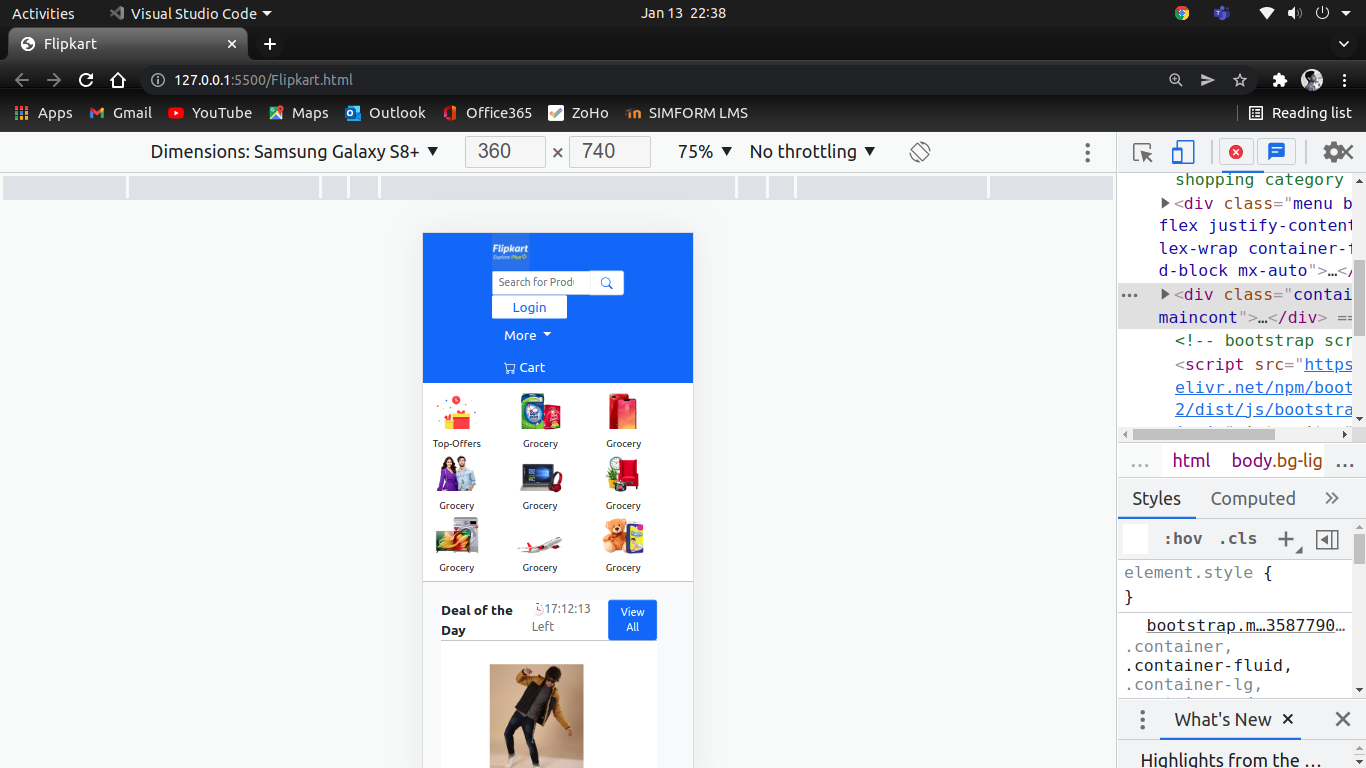 Activities Visual Studio Code Jan 13 22:38
Flipkart
127.0.0.1:5500/Flipkart.html
Apps Gmail YouTube Maps Outlook Office365 ZoHo SIMFORM LMS Reading list
Dimensions: Samsung Galaxy S8+ 360 × 740 75% No throttling
Flipkart
Explore Plus
Search for Produ
Login
More
Cart
Top-Offers Grocery Grocery
Grocery Grocery Grocery
Grocery Grocery Grocery
Deal of the Day
17:12:13 Left
View All
shopping category
<div class="menu b
flex justify-content
lex-wrap container-f
d-block mx-auto">…</
<div class="contai
maincont">…</div> ==
<!-- bootstrap scr
<script src="https
elivr.net/npm/boot
2/dist/js/bootstra
... html body.bg-lig ...
Styles Computed
:hov .cls
element.style {
}
bootstrap.m…3587790…
.container,
.container-fluid,
.container-lg,
What's New
Highlights from the ...